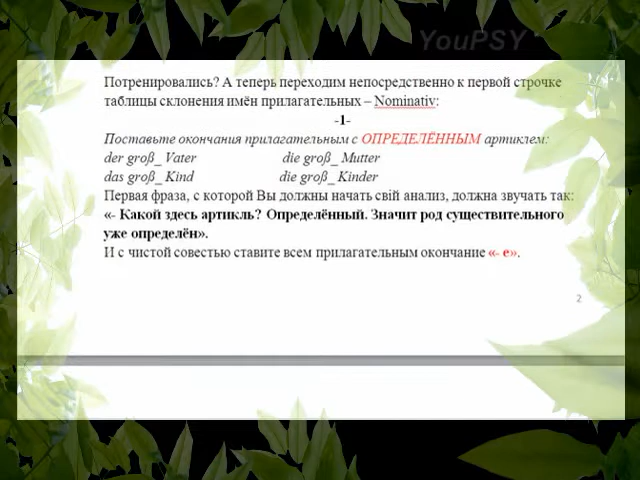 YouPSY
Потренировались? А теперь переходим непосредственно к первой строчке
таблицы склонения имён прилагательных – Nominativ:
-1-
Поставьте окончания прилагательным с ОПРЕДЕЛЁННЫМ артиклем:
der groß_ Vater die groß_ Mutter
das groß_ Kind die groß_ Kinder
Первая фраза, с которой Вы должны начать свій анализ, должна звучать так:
«- Какой здесь артикль? Определённый. Значит род существительного
уже определён».
И с чистой совестью ставите всем прилагательным окончание «- e».
2